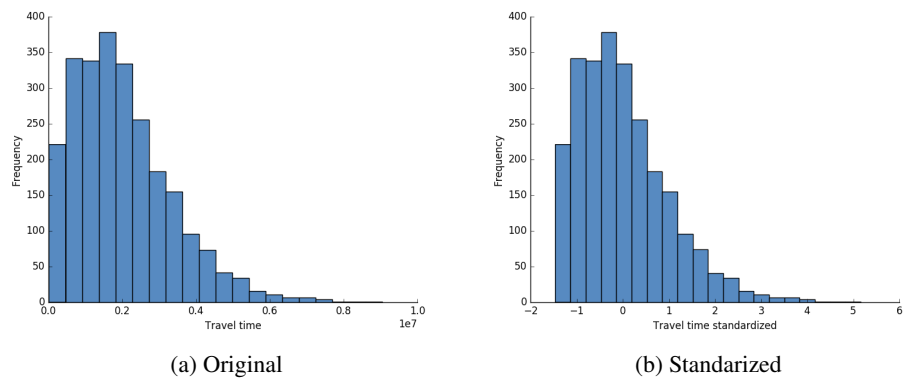 400
350
300
250
200
150
100
50
0
Frequency
0.0 0.2 0.4 0.6 0.8 1.0
1e7
Travel time
(a) Original
400
350
300
250
200
150
100
50
0
Frequency
−2 −1 0 1 2 3 4 5 6
Travel time standardized
(b) Standarized